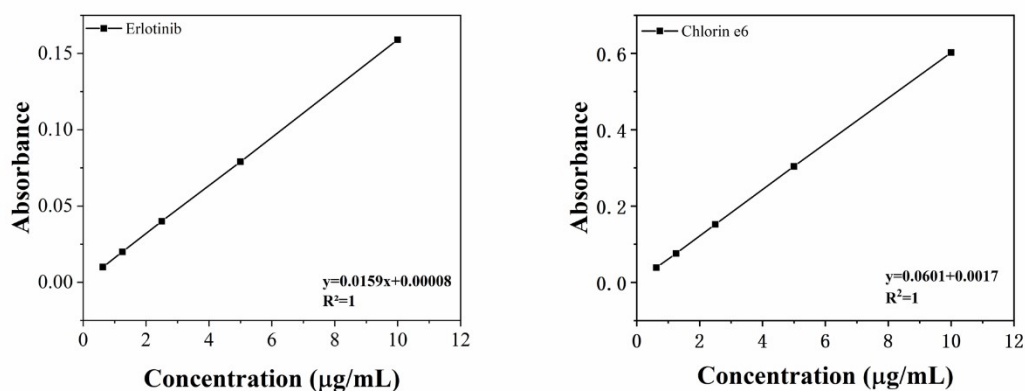 Erlotinib
Absorbance
0.15
0.10
0.05
0.00
y=0.0159x+0.00008
R²=1
0 2 4 6 8 10 12
Concentration (μg/mL)
Chlorin e6
Absorbance
0.6
0.4
0.2
0.0
y=0.0601+0.0017
R²=1
0 2 4 6 8 10 12
Concentration (μg/mL)